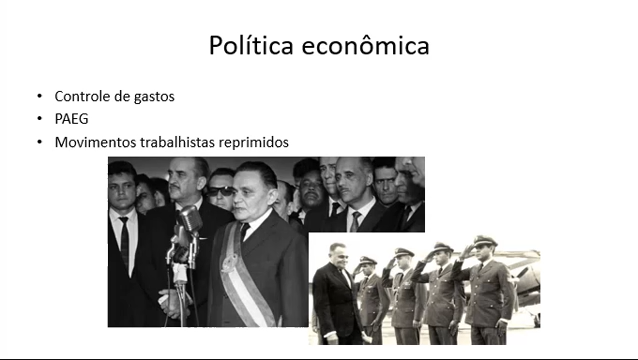 Política econômica
• Controle de gastos
• PAEG
• Movimentos trabalhistas reprimidos